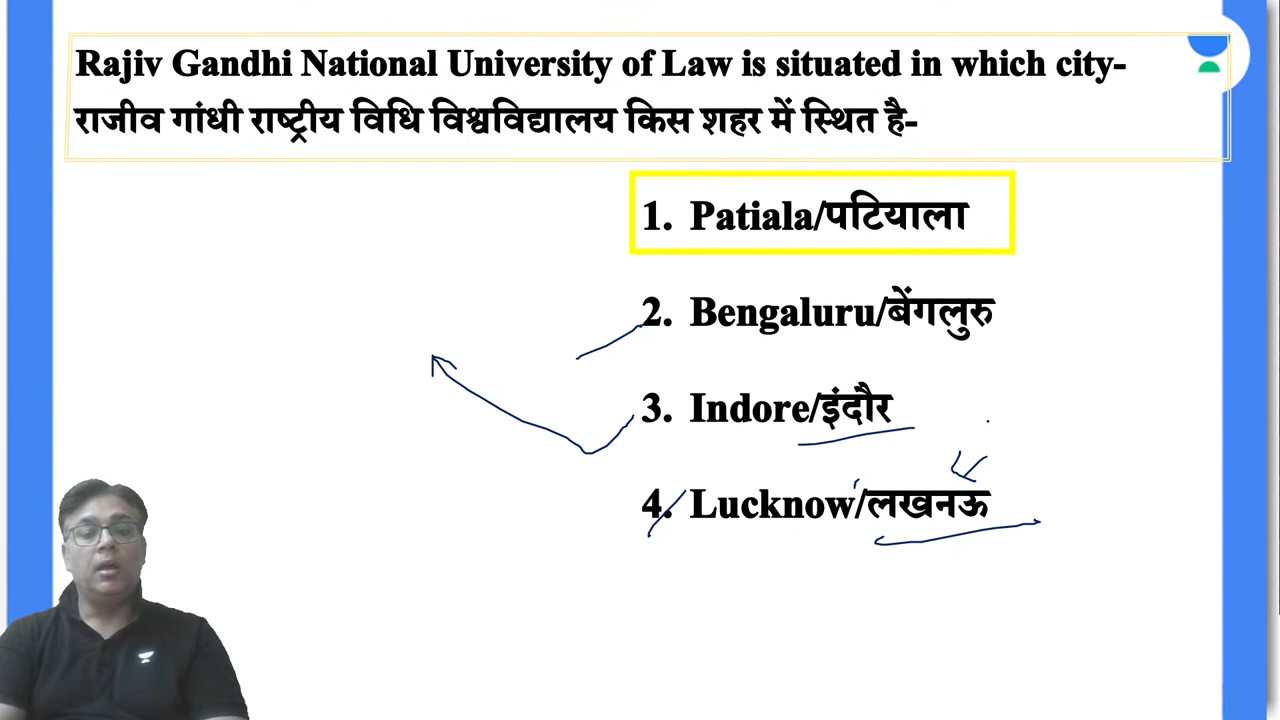 Rajiv Gandhi National University of Law is situated in which city-
राजीव गांधी राष्ट्रीय विधि विश्वविद्यालय किस शहर में स्थित है-
1. Patiala/पटियाला
2. Bengaluru/बेंगलुरु
3. Indore/इंदौर
4. Lucknow/लखनऊ